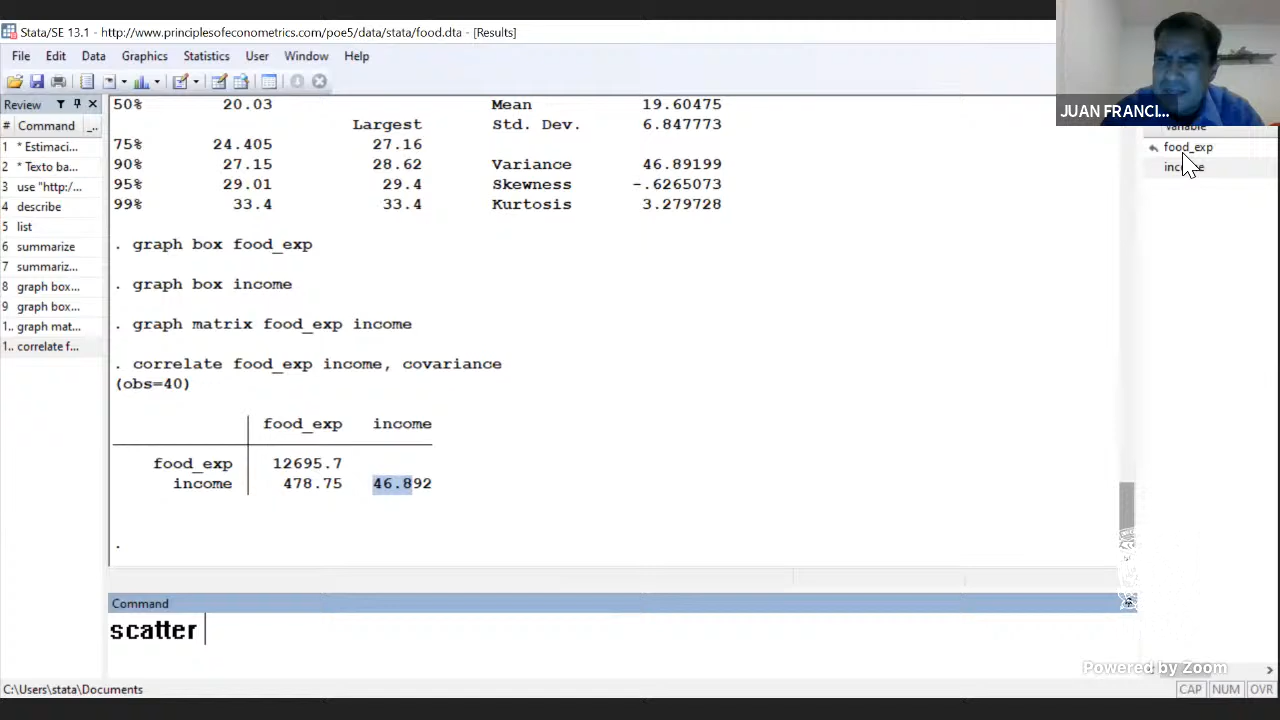 Stata/SE 13.1 - http://www.principlesofeconometrics.com/poe5/data/stata/food.dta - [Results]
File Edit Data Graphics Statistics User Window Help
Review
# Command
1 * Estimaci...
2 * Texto ba...
3 use "http:/...
4 describe
5 list
6 summarize
7 summariz...
8 graph box...
9 graph box...
1.. graph mat...
1.. correlate f...
50% 20.03 Mean 19.60475
Largest Std. Dev. 6.847773
75% 24.405 27.16
90% 27.15 28.62 Variance 46.89199
95% 29.01 29.4 Skewness -.6265073
99% 33.4 33.4 Kurtosis 3.279728
. graph box food_exp
. graph box income
. graph matrix food_exp income
. correlate food_exp income, covariance
(obs=40)
food_exp income
food_exp 12695.7
income 478.75 46.892
.
Command
scatter
JUAN FRANCI...
Variable
food_exp
income
Powered by Zoom
C:\Users\stata\Documents
CAP NUM OVR